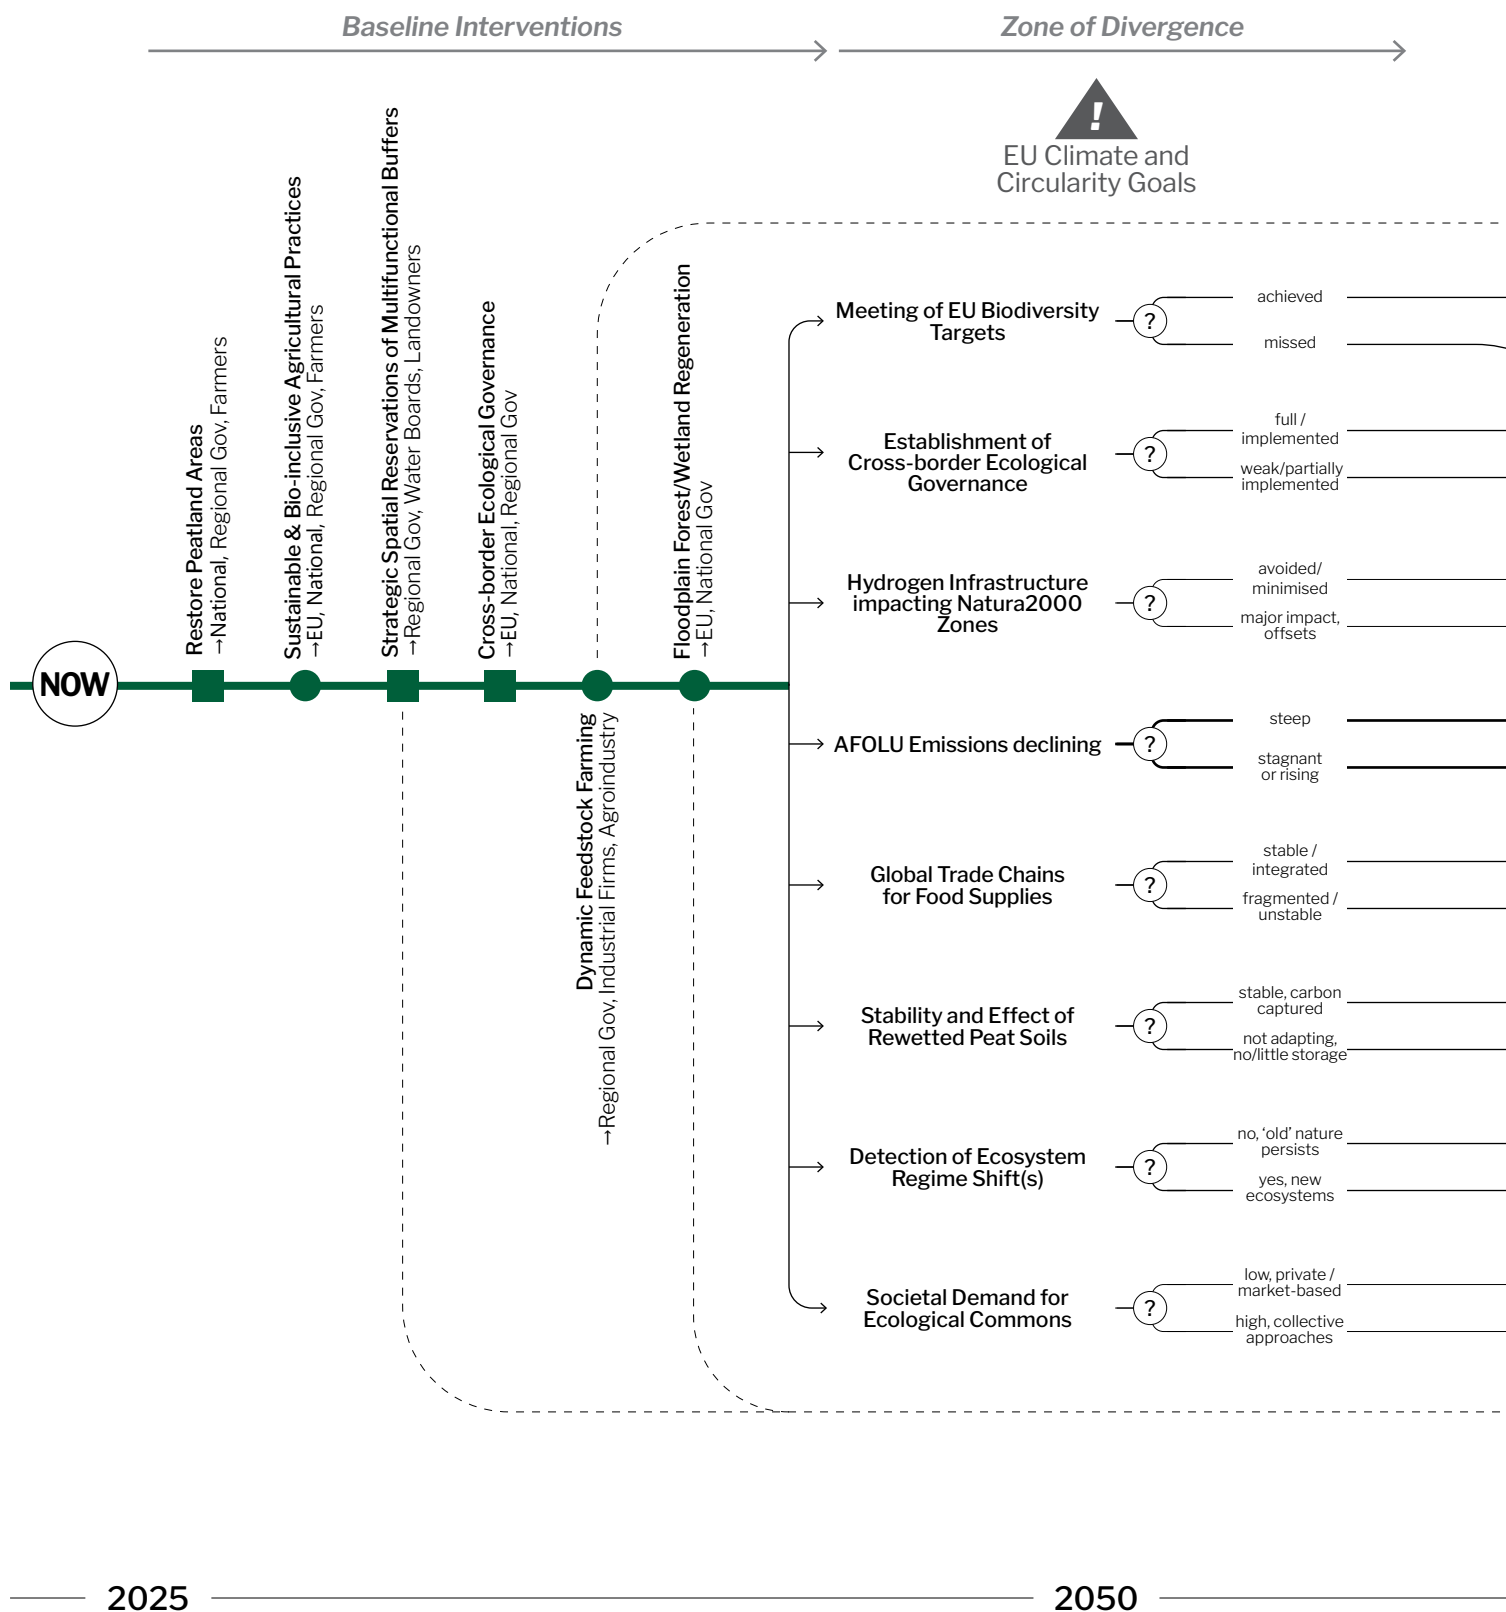 Baseline Interventions
Zone of Divergence
!
EU Climate and
Circularity Goals
NOW
Restore Peatland Areas
→National, Regional Gov, Farmers
Sustainable & Bio-inclusive Agricultural Practices
→EU, National, Regional Gov, Farmers
Strategic Spatial Reservations of Multifunctional Buffers
→Regional Gov, Water Boards, Landowners
Cross-border Ecological Governance
→EU, National, Regional Gov
Dynamic Feedstock Farming
→Regional Gov, Industrial Firms, Agroindustry
Floodplain Forest/Wetland Regeneration
→EU, National Gov
Meeting of EU Biodiversity
Targets
?
achieved
missed
Establishment of
Cross-border Ecological
Governance
?
full /
implemented
weak/partially
implemented
Hydrogen Infrastructure
impacting Natura2000
Zones
?
avoided/
minimised
major impact,
offsets
AFOLU Emissions declining
?
steep
stagnant
or rising
Global Trade Chains
for Food Supplies
?
stable /
integrated
fragmented /
unstable
Stability and Effect of
Rewetted Peat Soils
?
stable, carbon
captured
not adapting,
no/little storage
Detection of Ecosystem
Regime Shift(s)
?
no, ‘old’ nature
persists
yes, new
ecosystems
Societal Demand for
Ecological Commons
?
low, private /
market-based
high, collective
approaches
2025
2050